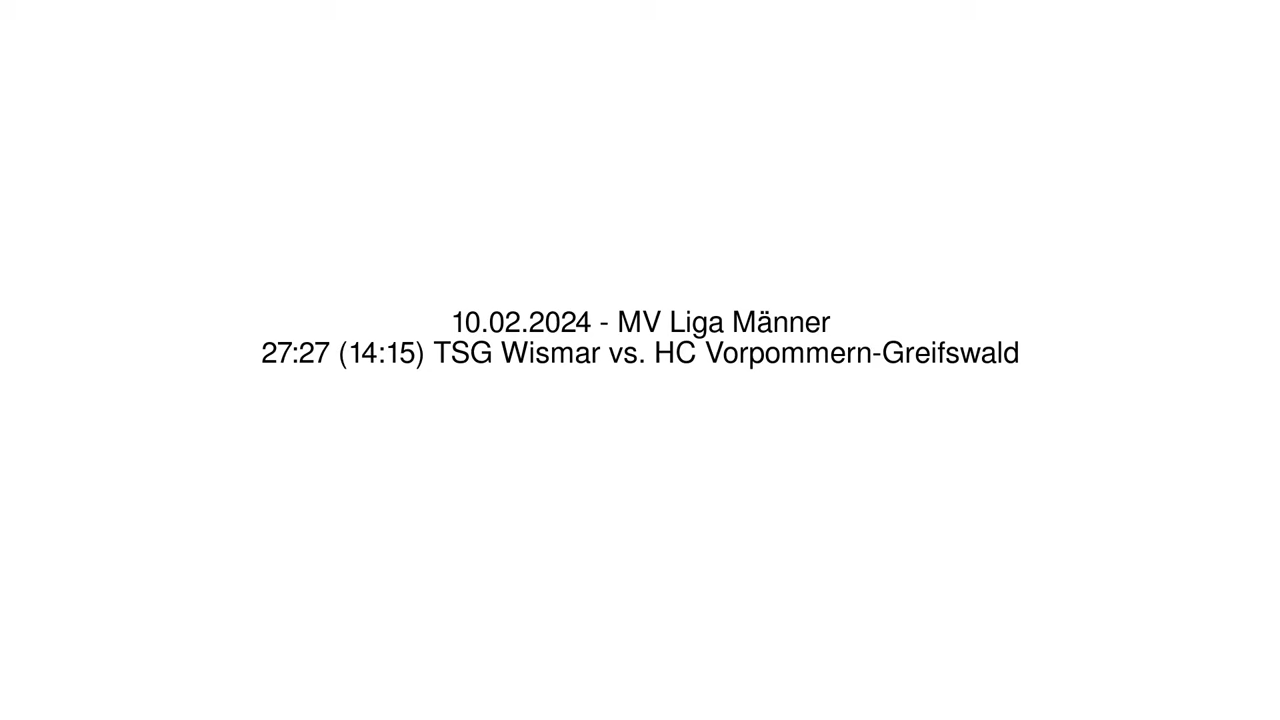 10.02.2024 - MV Liga Männer
27:27 (14:15) TSG Wismar vs. HC Vorpommern-Greifswald